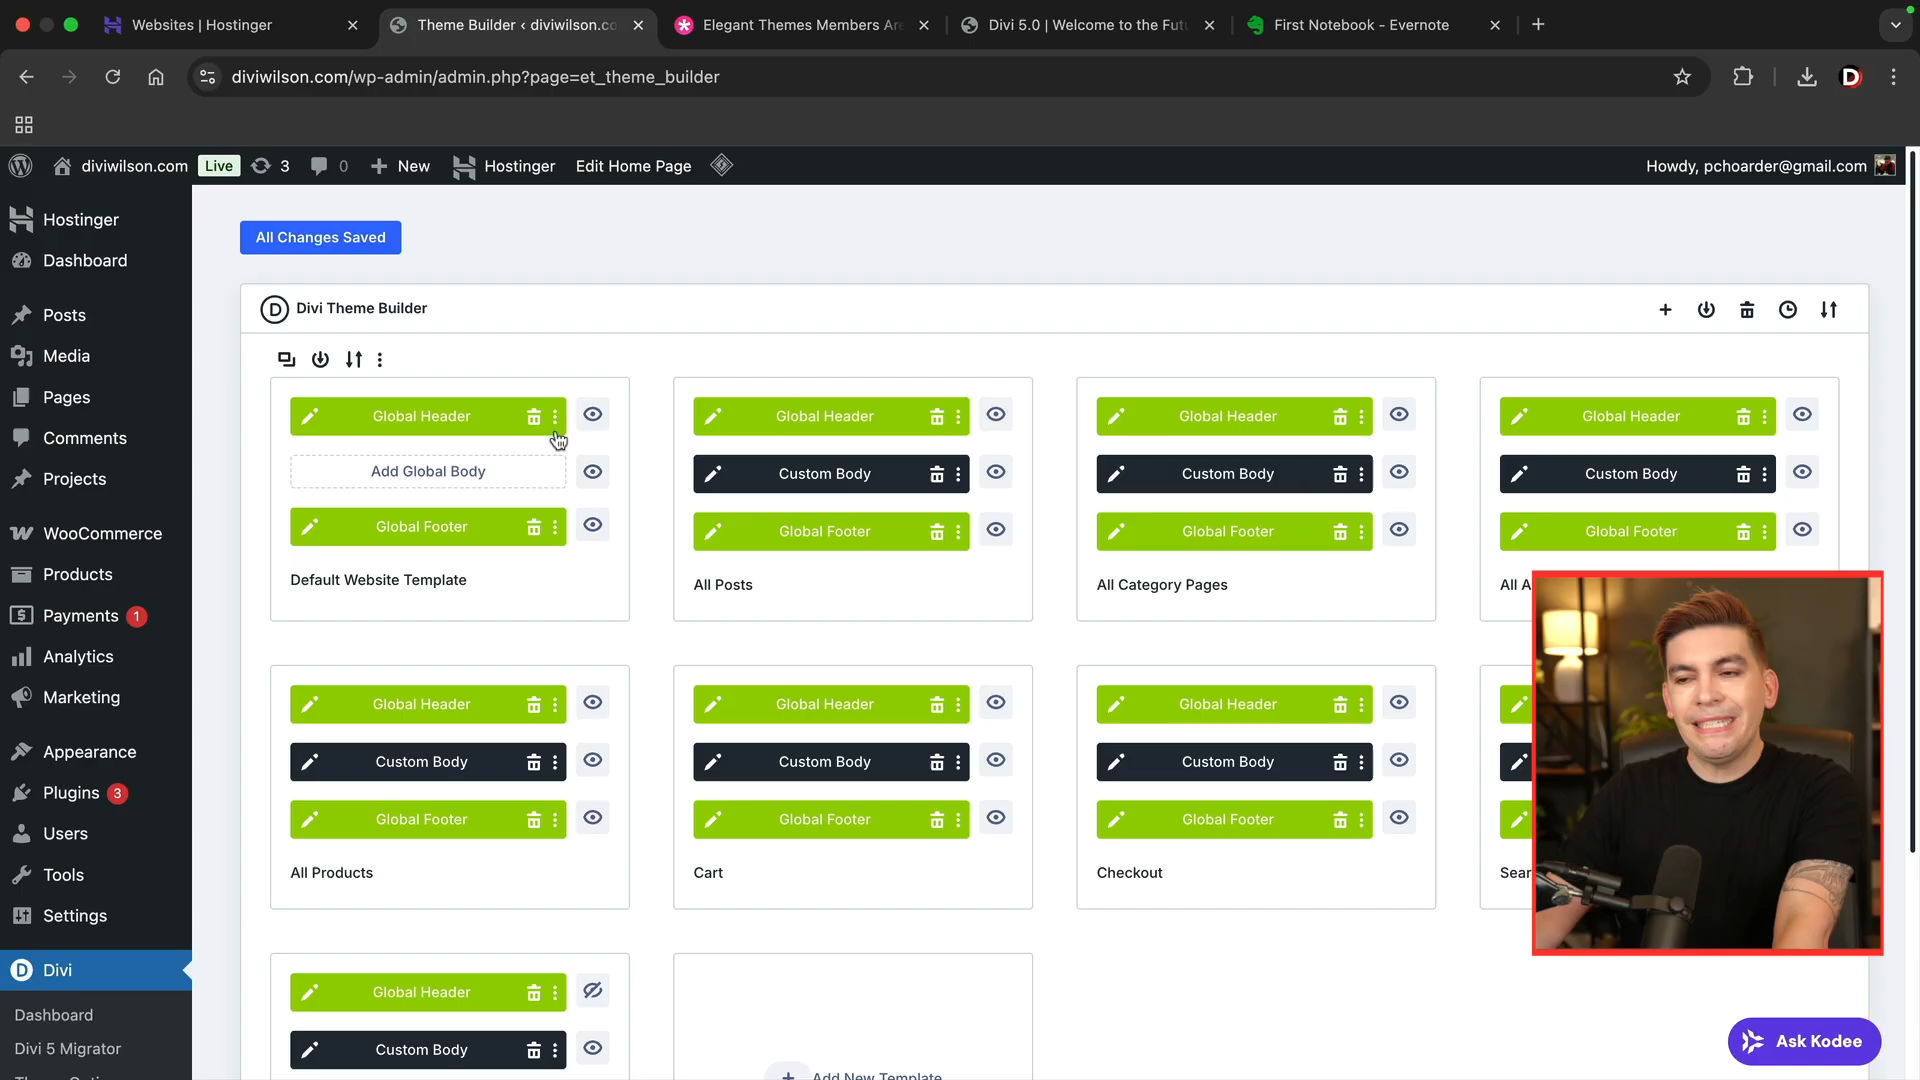 Websites | Hostinger
Theme Builder ‹ diviwilson.co
Elegant Themes Members Are
Divi 5.0 | Welcome to the Fut
First Notebook - Evernote
diviwilson.com/wp-admin/admin.php?page=et_theme_builder
D
diviwilson.com Live 3 0 New Hostinger Edit Home Page
Howdy, pchoarder@gmail.com
Hostinger
Dashboard
Posts
Media
Pages
Comments
Projects
WooCommerce
Products
Payments 1
Analytics
Marketing
Appearance
Plugins 3
Users
Tools
Settings
Divi
Dashboard
Divi 5 Migrator
All Changes Saved
D Divi Theme Builder
Global Header
Add Global Body
Global Footer
Default Website Template
Global Header
Custom Body
Global Footer
All Posts
Global Header
Custom Body
Global Footer
All Category Pages
Global Header
Custom Body
Global Footer
All A
Global Header
Custom Body
Global Footer
All Products
Global Header
Custom Body
Global Footer
Cart
Global Header
Custom Body
Global Footer
Checkout
Sear
Global Header
Custom Body
Add New Template
Ask Kodee